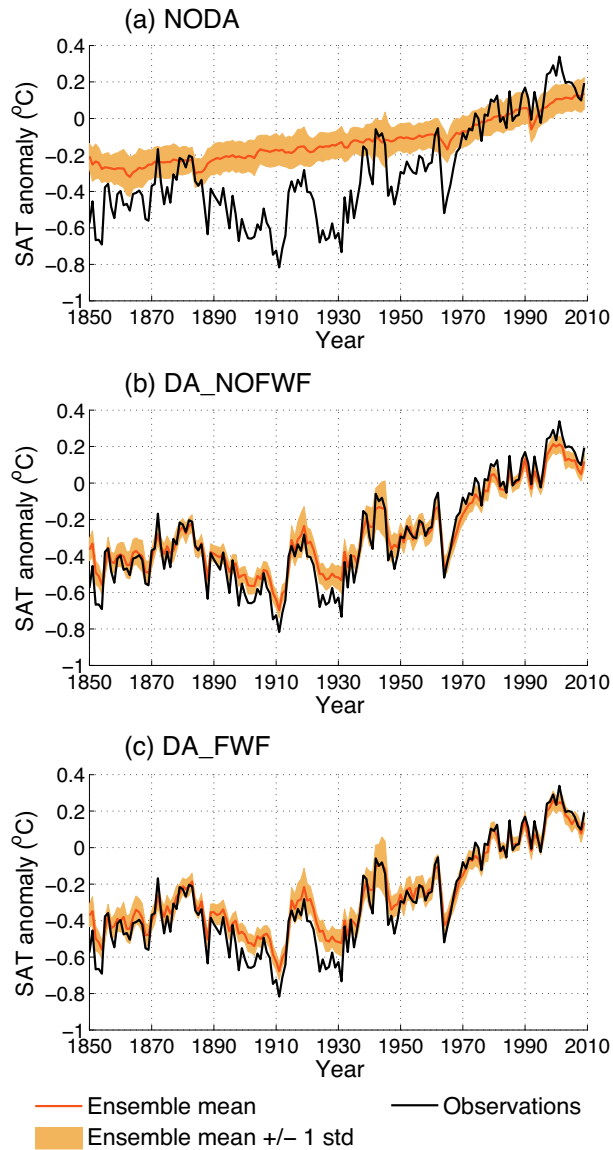 (a) NODA
0.4
0.2
0
−0.2
−0.4
−0.6
−0.8
−1
SAT anomaly (⁰C)
1850 1870 1890 1910 1930 1950 1970 1990 2010
Year
(b) DA_NOFWF
0.4
0.2
0
−0.2
−0.4
−0.6
−0.8
−1
SAT anomaly (⁰C)
1850 1870 1890 1910 1930 1950 1970 1990 2010
Year
(c) DA_FWF
0.4
0.2
0
−0.2
−0.4
−0.6
−0.8
−1
SAT anomaly (⁰C)
1850 1870 1890 1910 1930 1950 1970 1990 2010
Year
Ensemble mean Observations
Ensemble mean +/− 1 std